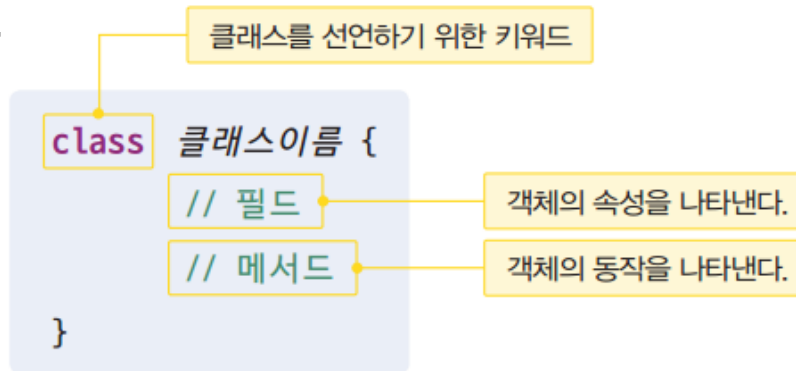 클래스를 선언하기 위한 키워드
class 클래스이름 {
// 필드
객체의 속성을 나타낸다.
// 메서드
객체의 동작을 나타낸다.
}